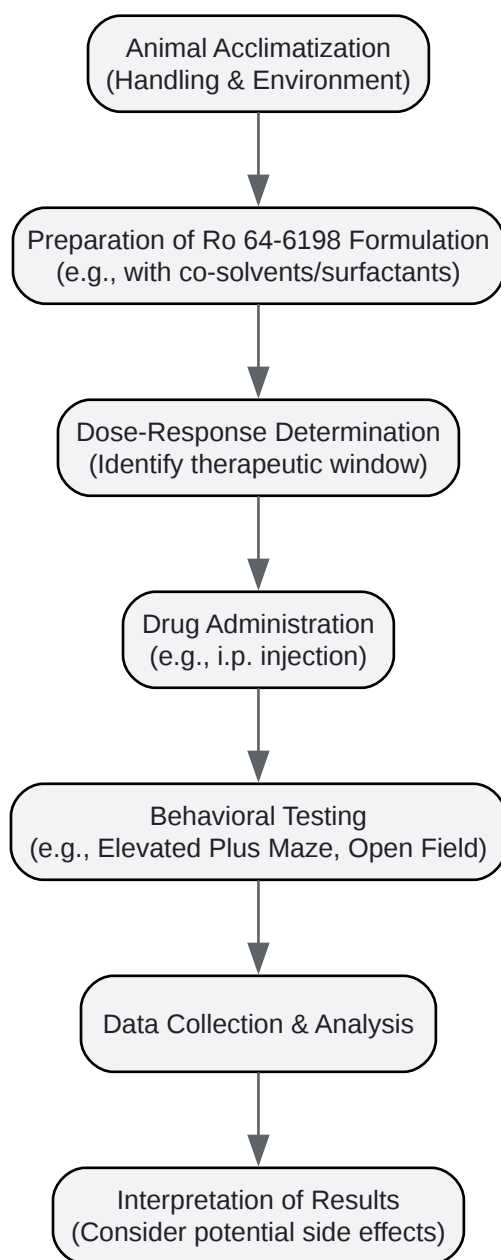 Animal Acclimatization
(Handling & Environment)
Preparation of Ro 64-6198 Formulation
(e.g., with co-solvents/surfactants)
Dose-Response Determination
(Identify therapeutic window)
Drug Administration
(e.g., i.p. injection)
Behavioral Testing
(e.g., Elevated Plus Maze, Open Field)
Data Collection & Analysis
Interpretation of Results
(Consider potential side effects)